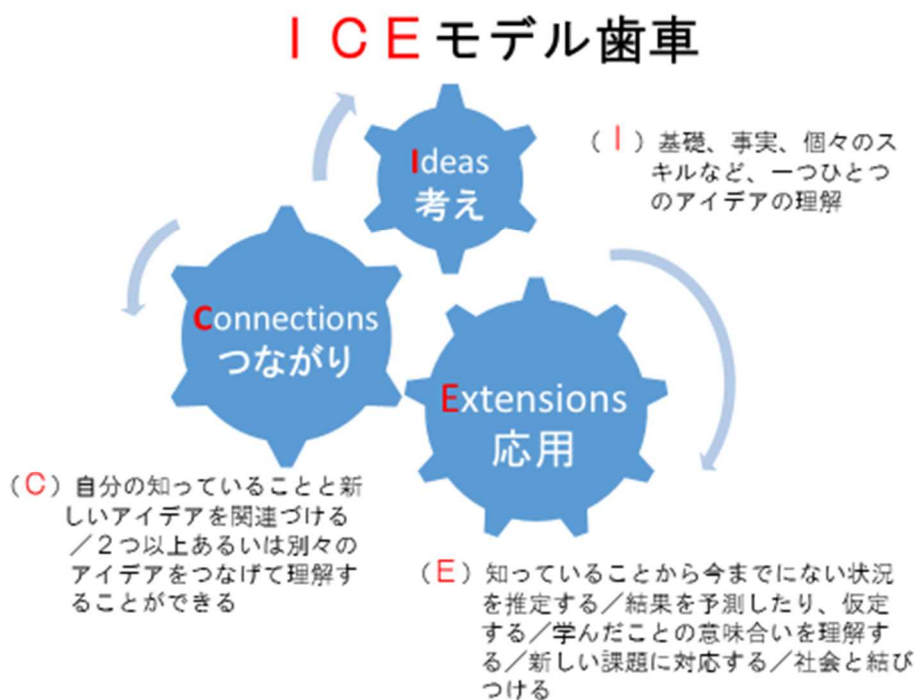 ICEモデル歯車
Ideas
考え
(I)基礎、事実、個々のス
キルなど、一つひとつ
のアイデアの理解
Connections
つながり
Extensions
応用
(C)自分の知っていることと新
しいアイデアを関連づける
/2つ以上あるいは別々の
アイデアをつなげて理解す
ることができる
(E)知っていることから今までにない状況
を推定する/結果を予測したり、仮定
する/学んだことの意味合いを理解す
る/新しい課題に対応する/社会と結び
つける